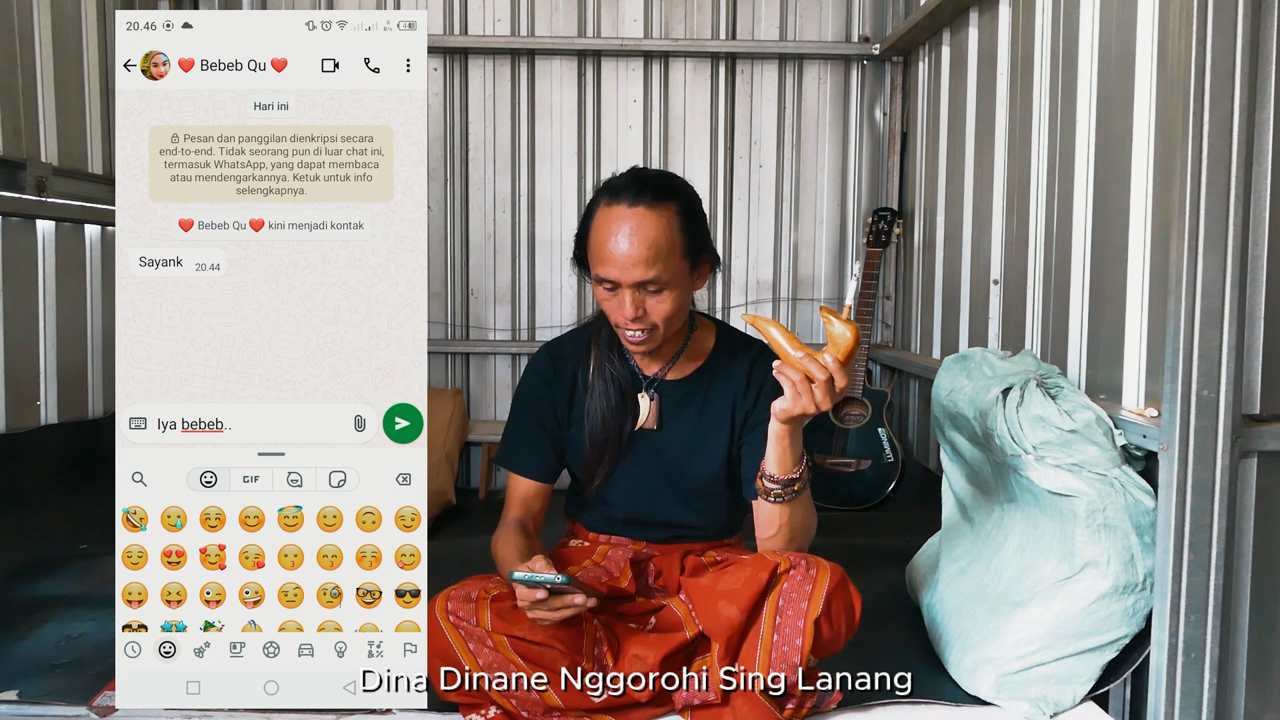 20.46
❤️ Bebeb Qu ❤️
Hari ini
Pesan dan panggilan dienkripsi secara
end-to-end. Tidak seorang pun di luar chat ini,
termasuk WhatsApp, yang dapat membaca
atau mendengarkannya. Ketuk untuk info
selengkapnya.
❤️ Bebeb Qu ❤️ kini menjadi kontak
Sayank 20.44
Iya bebeb..
GIF
Dina Dinane Nggorohi Sing Lanang